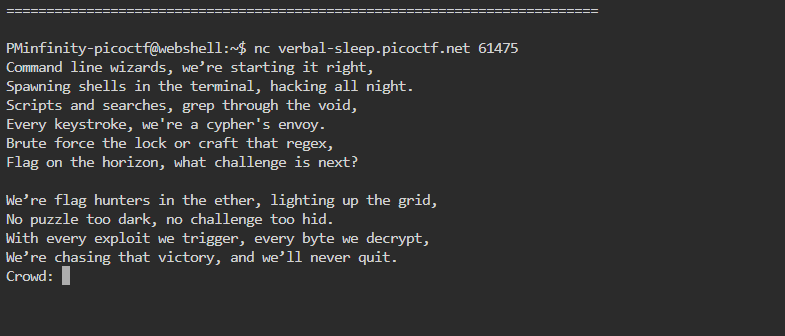 ==========================================================================
PMinfinity-picoctf@webshell:~$ nc verbal-sleep.picoctf.net 61475
Command line wizards, we’re starting it right,
Spawning shells in the terminal, hacking all night.
Scripts and searches, grep through the void,
Every keystroke, we're a cypher's envoy.
Brute force the lock or craft that regex,
Flag on the horizon, what challenge is next?
We’re flag hunters in the ether, lighting up the grid,
No puzzle too dark, no challenge too hid.
With every exploit we trigger, every byte we decrypt,
We’re chasing that victory, and we’ll never quit.
Crowd: